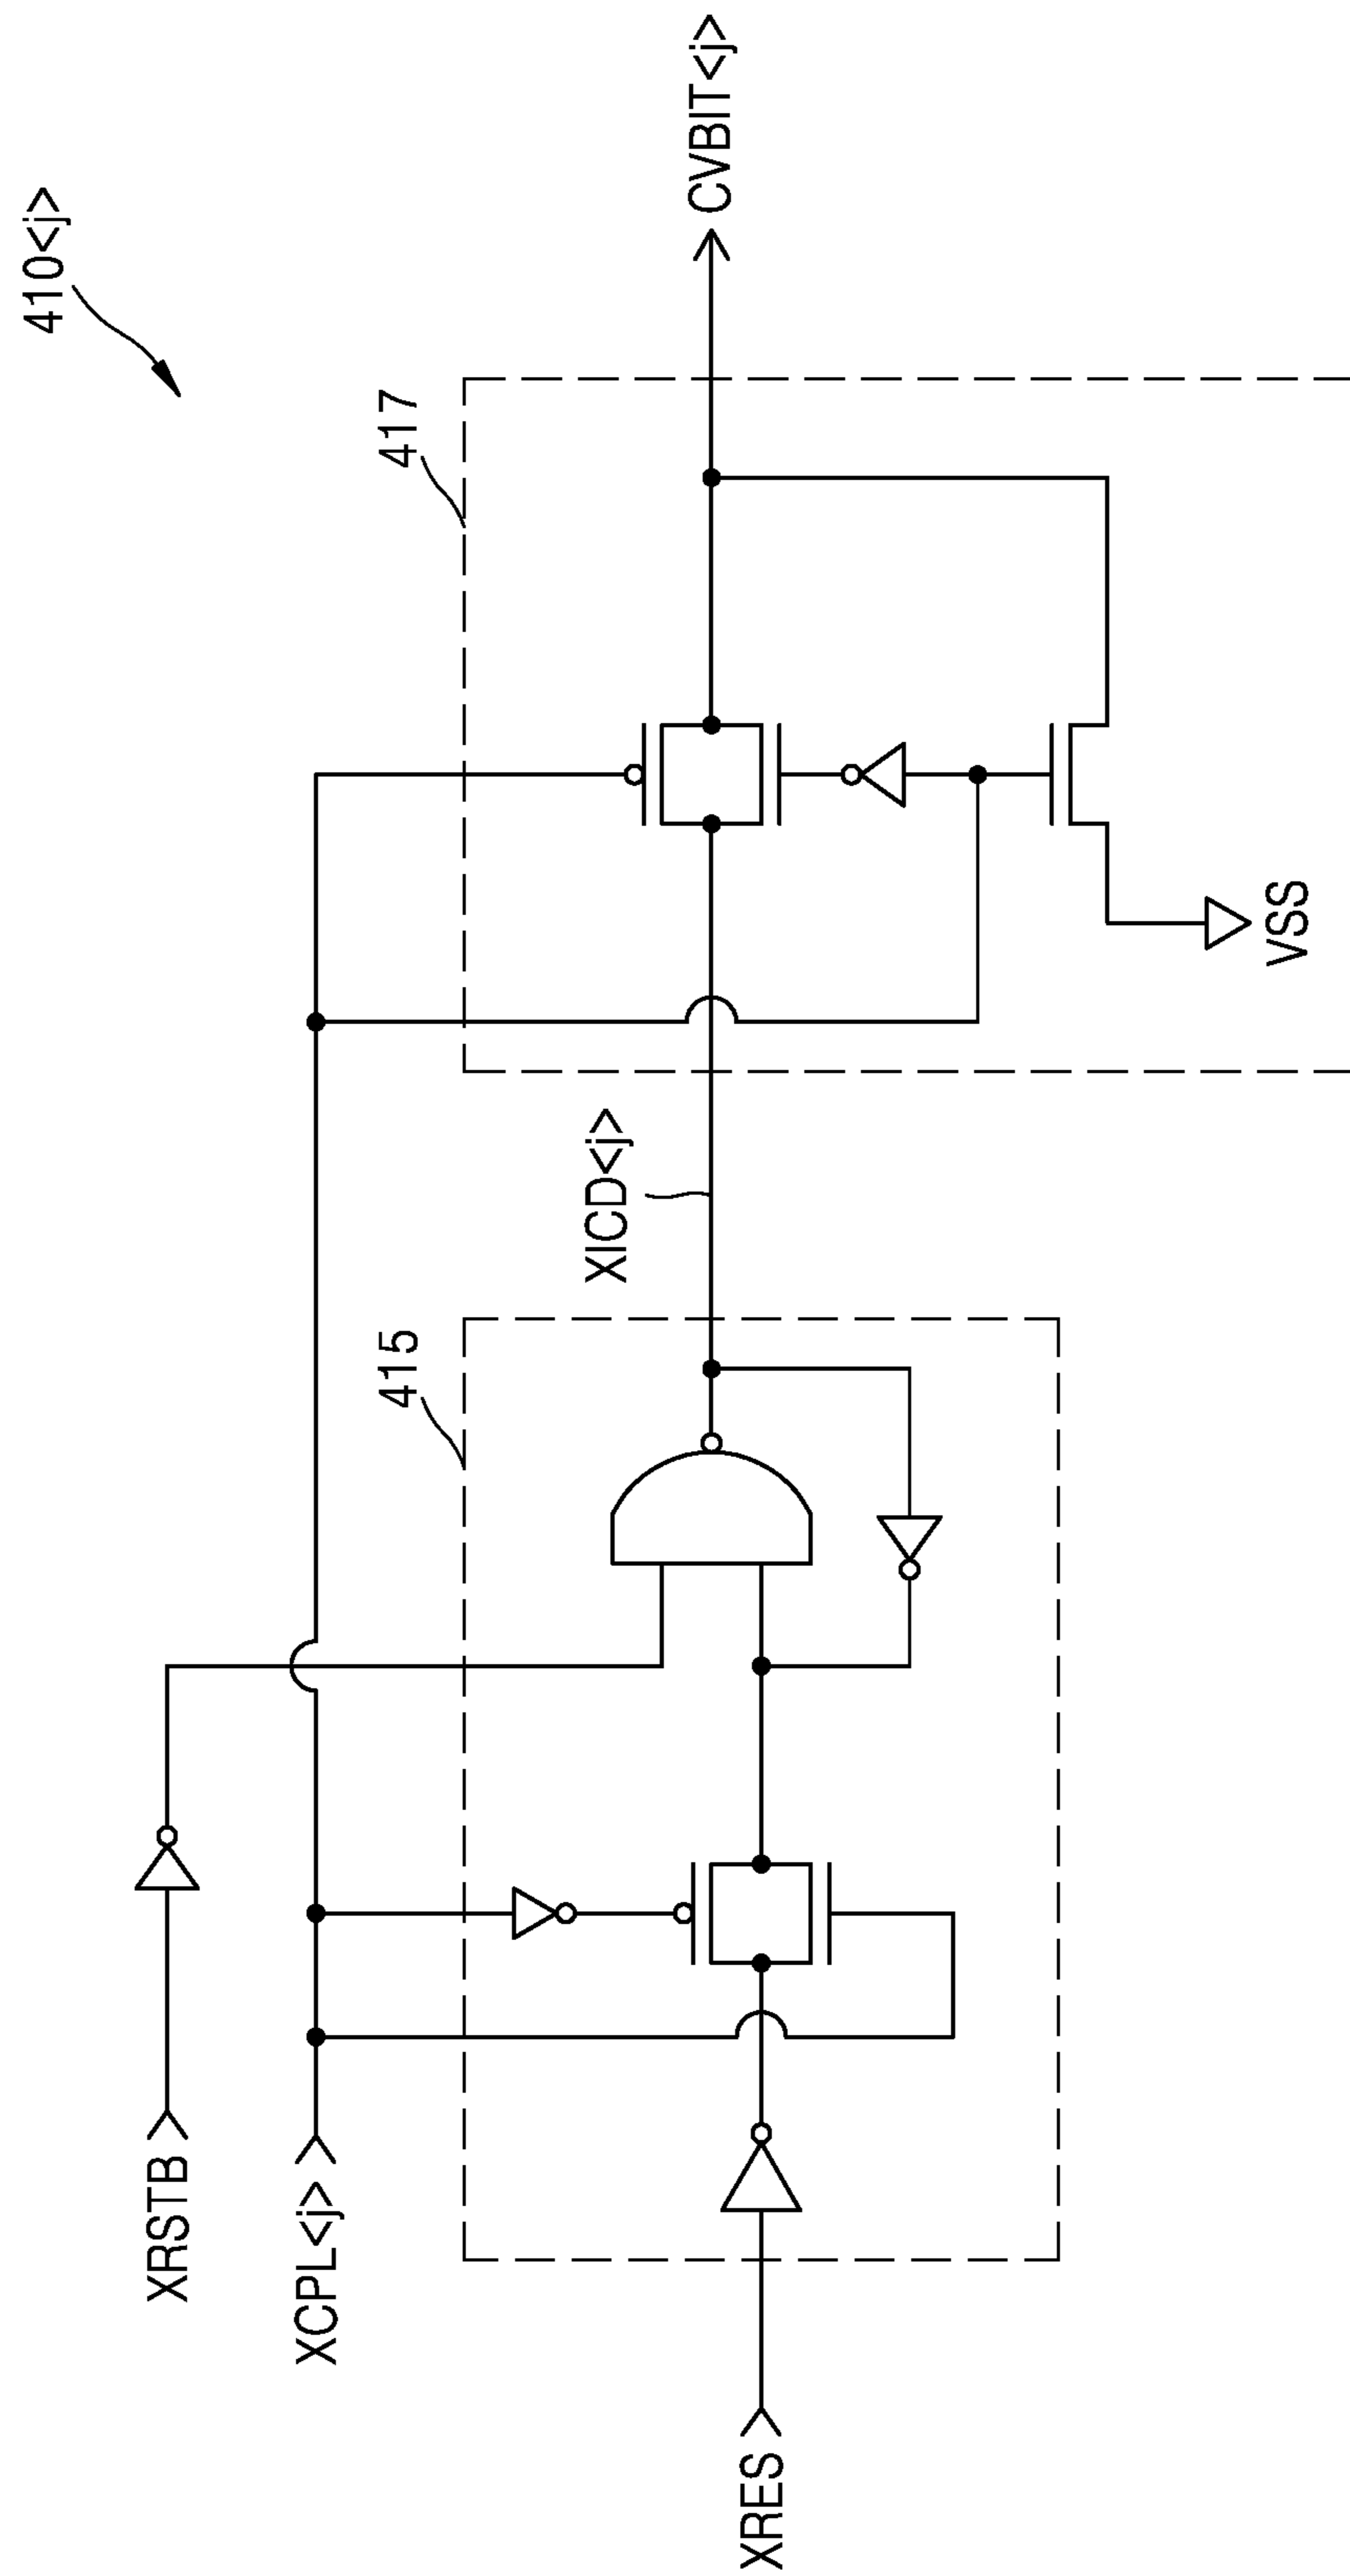 410<j>
XRSTB
XCPL<j>
XRES
415
XICD<j>
417
VSS
CVBIT<j>